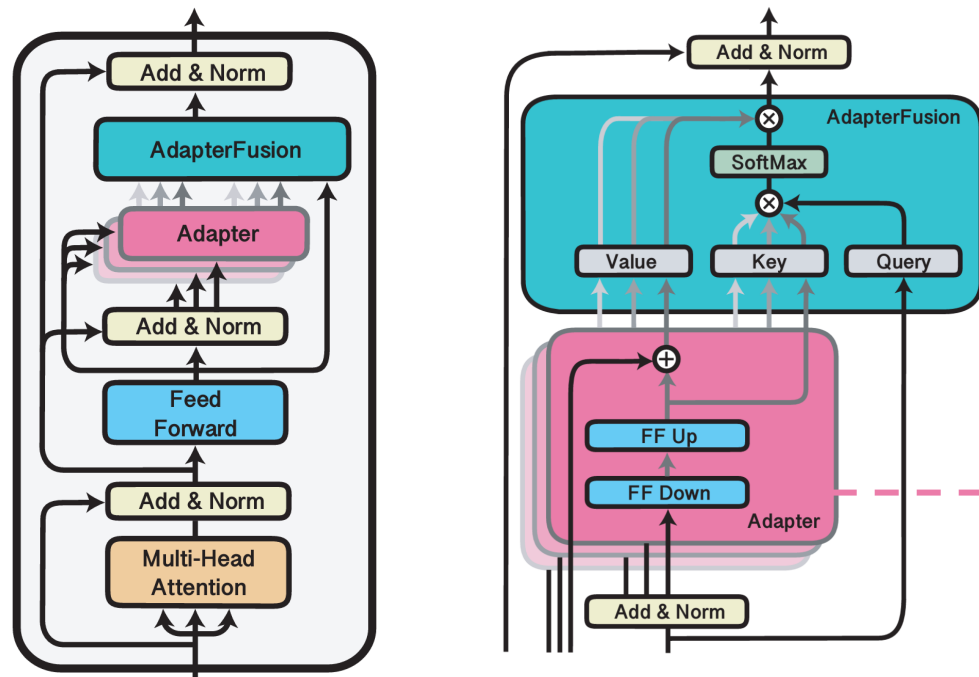 Add & Norm
AdapterFusion
Adapter
Add & Norm
Feed
Forward
Add & Norm
Multi-Head
Attention
Add & Norm
AdapterFusion
SoftMax
Value
Key
Query
FF Up
FF Down
Adapter
Add & Norm